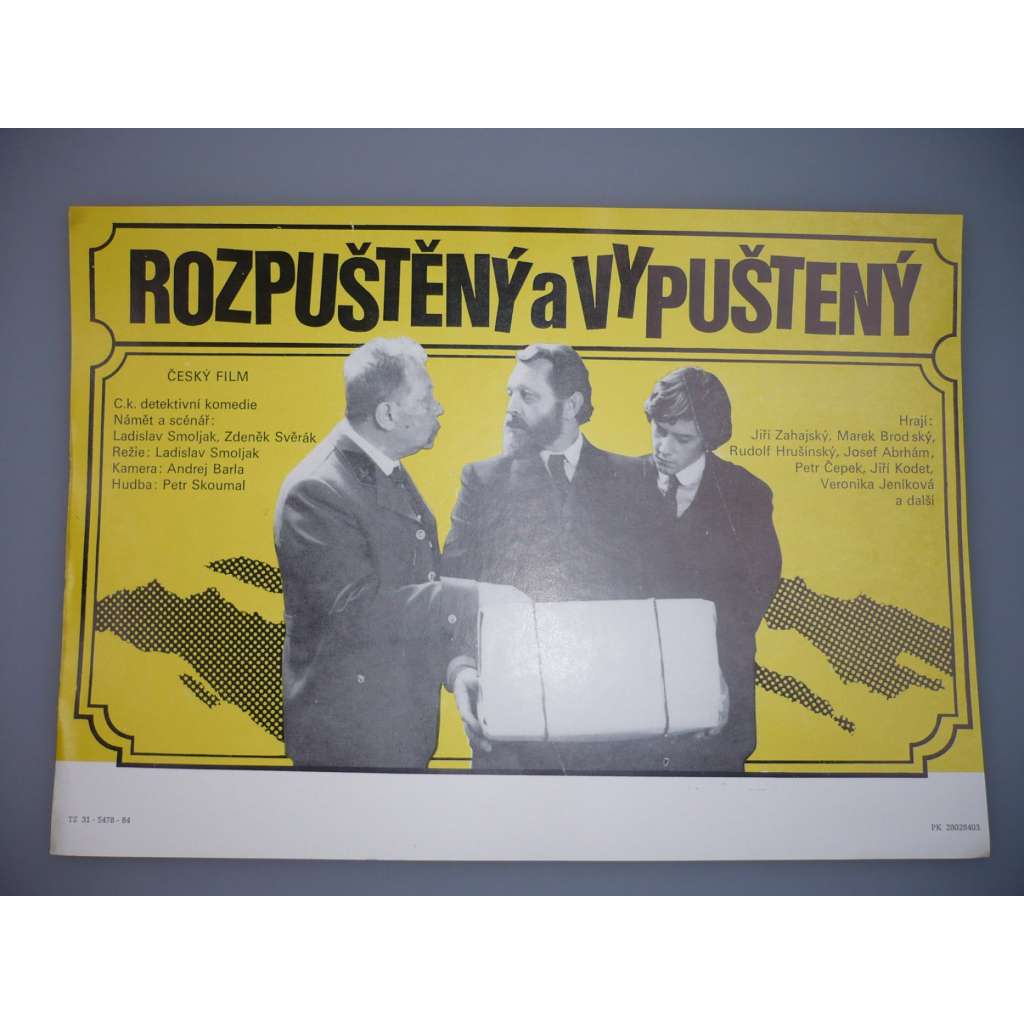 ROZPUŠTĚNÝ a VYPUŠTENÝ
ČESKÝ FILM
C.k. detektivní komedie
Námět a scénář:
Ladislav Smoljak, Zdeněk Svěrák
Režie: Ladislav Smoljak
Kamera: Andrej Barla
Hudba: Petr Skoumal
Hrají:
Jiří Zahajský, Marek Brodský,
Rudolf Hrušínský, Josef Abrhám,
Petr Čepek, Jiří Kodet,
Veronika Jeníková
a další
TZ 31 - 5478 - 84
PK 28028403